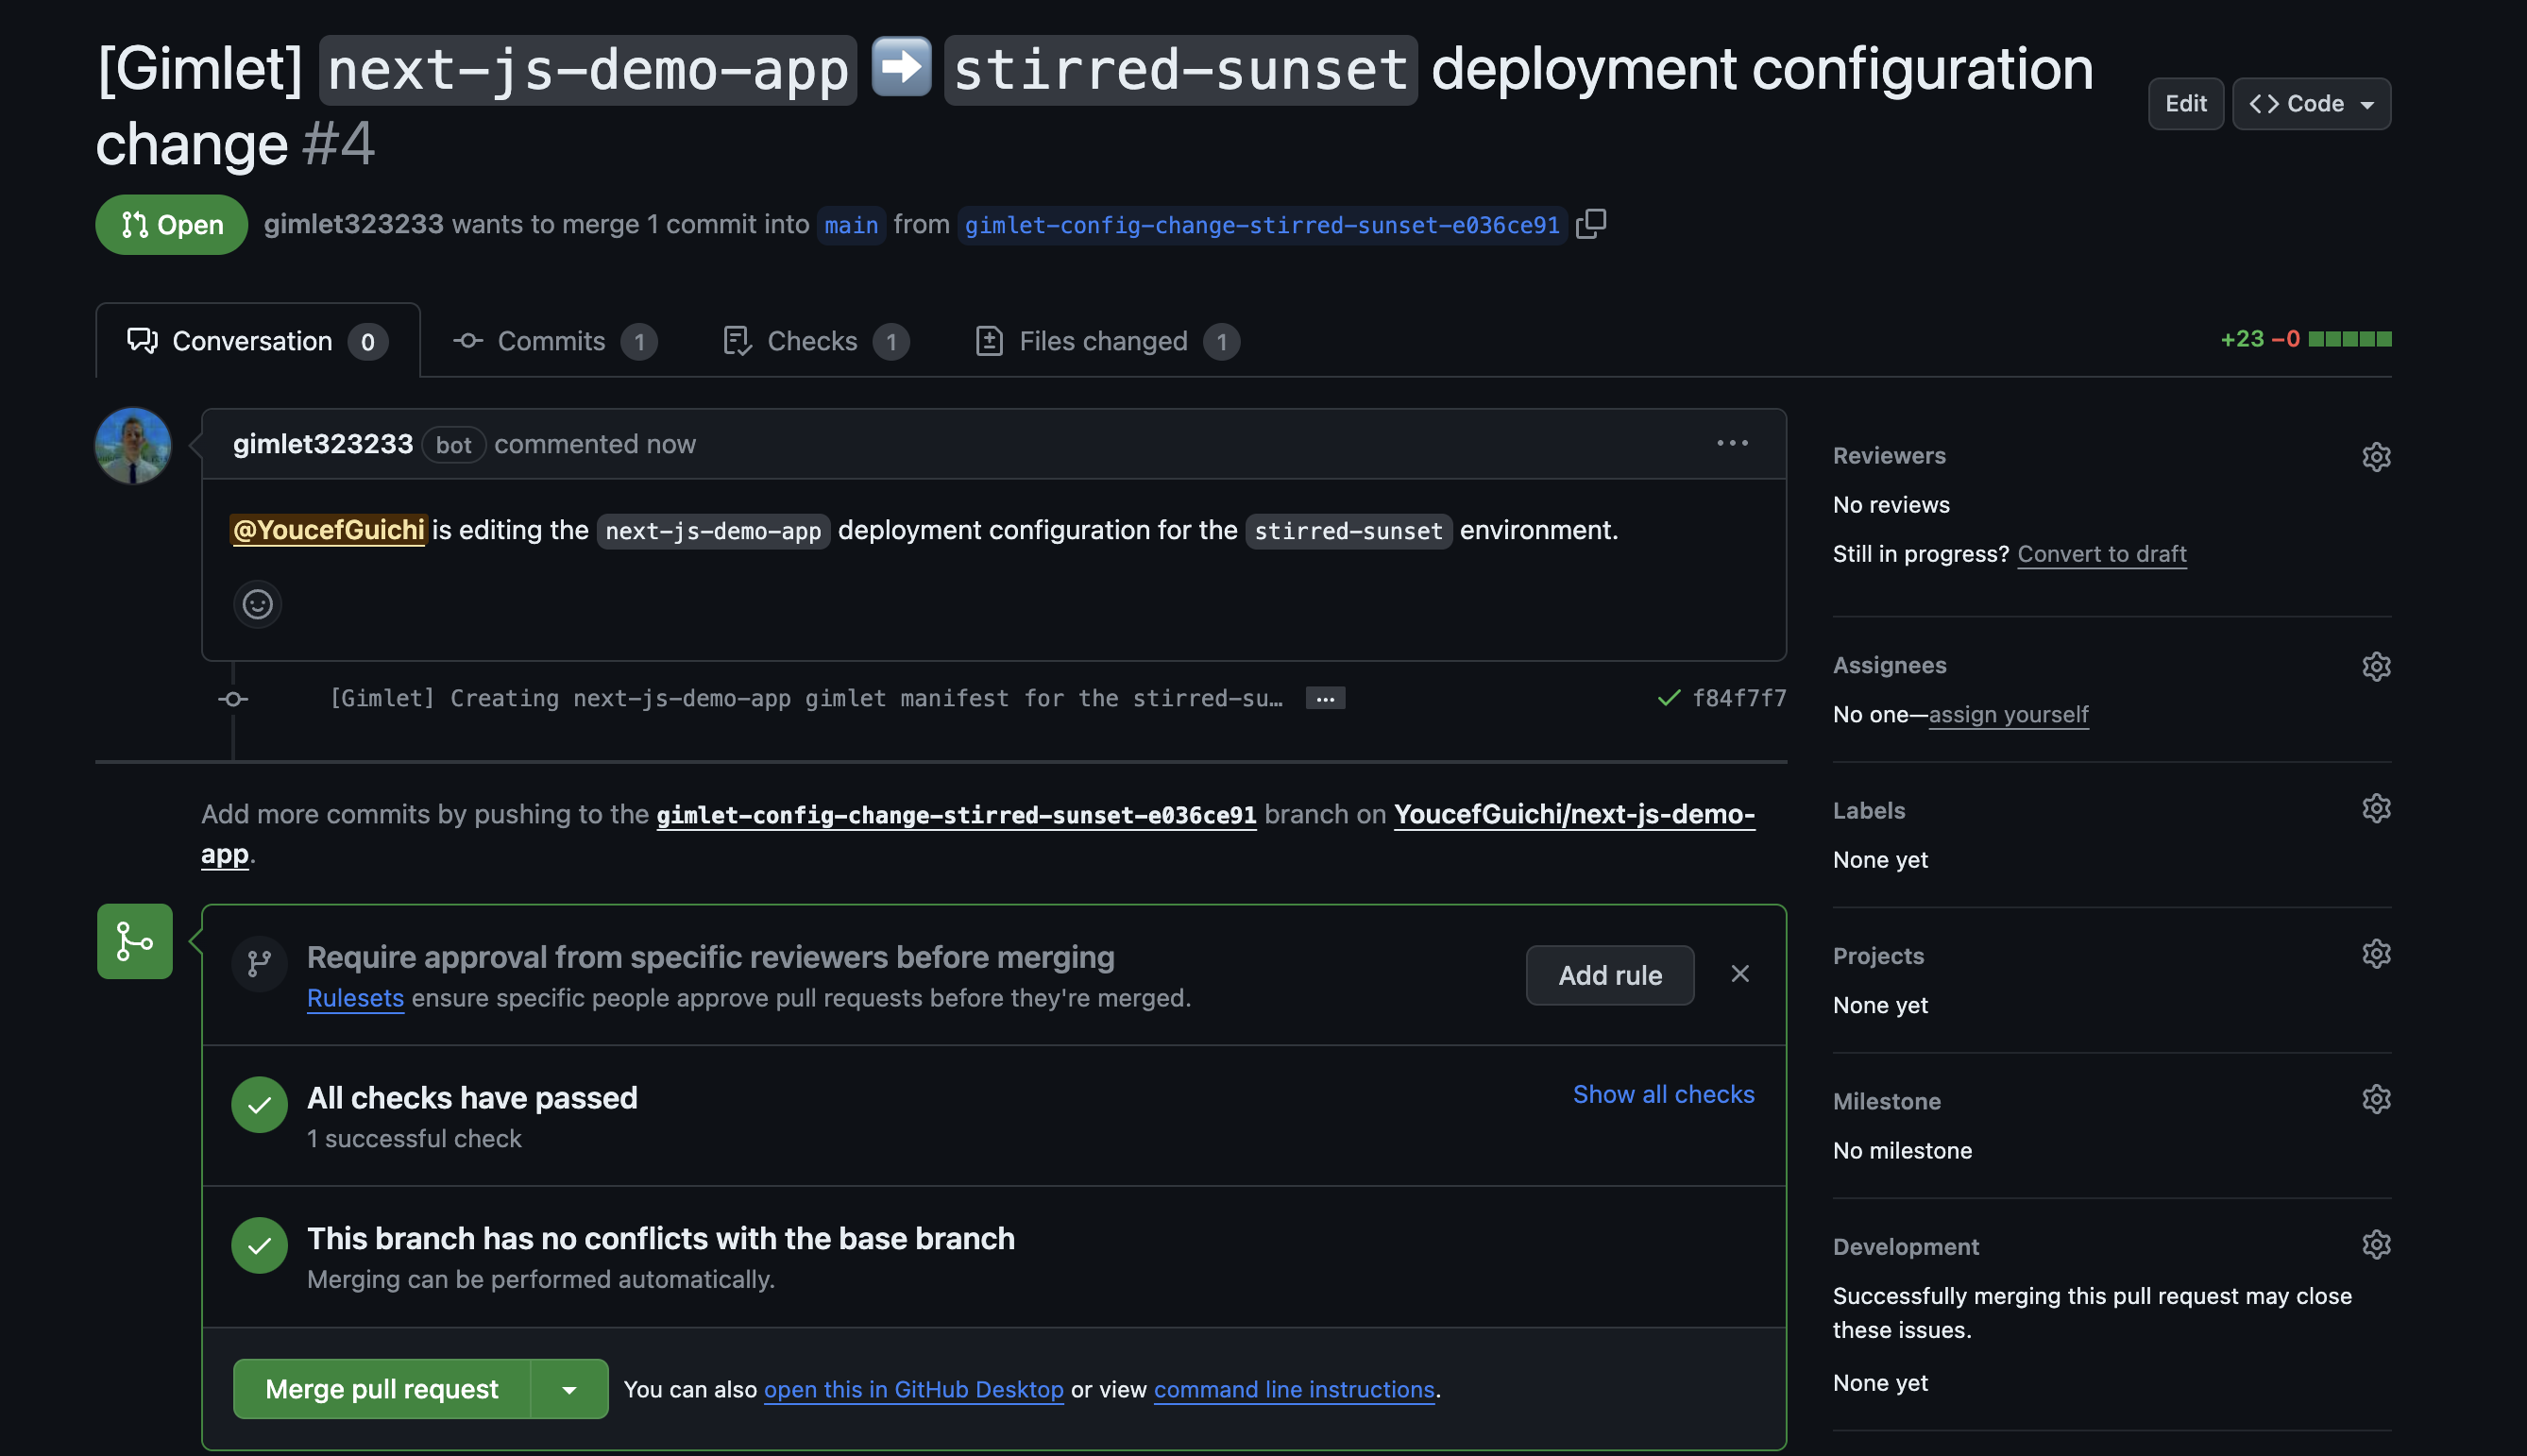 [Gimlet] next-js-demo-app ➡ stirred-sunset deployment configuration
change #4
Edit
<> Code
Open
gimlet323233 wants to merge 1 commit into main from gimlet-config-change-stirred-sunset-e036ce91
Conversation 0
Commits 1
Checks 1
Files changed 1
+23 −0
gimlet323233 bot commented now
@YoucefGuichi is editing the next-js-demo-app deployment configuration for the stirred-sunset environment.
[Gimlet] Creating next-js-demo-app gimlet manifest for the stirred-su… ...
f84f7f7
Add more commits by pushing to the gimlet-config-change-stirred-sunset-e036ce91 branch on YoucefGuichi/next-js-demo-
app.
Require approval from specific reviewers before merging
Rulesets ensure specific people approve pull requests before they're merged.
Add rule
All checks have passed
1 successful check
Show all checks
This branch has no conflicts with the base branch
Merging can be performed automatically.
Merge pull request
You can also open this in GitHub Desktop or view command line instructions.
Reviewers
No reviews
Still in progress? Convert to draft
Assignees
No one—assign yourself
Labels
None yet
Projects
None yet
Milestone
No milestone
Development
Successfully merging this pull request may close
these issues.
None yet